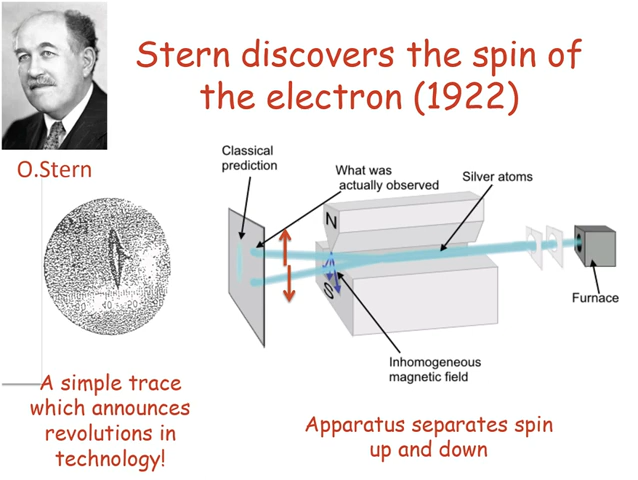 Stern discovers the spin of
the electron (1922)
O.Stern
Classical
prediction
What was
actually observed
Silver atoms
N
S
Furnace
Inhomogeneous
magnetic field
A simple trace
which announces
revolutions in
technology!
Apparatus separates spin
up and down